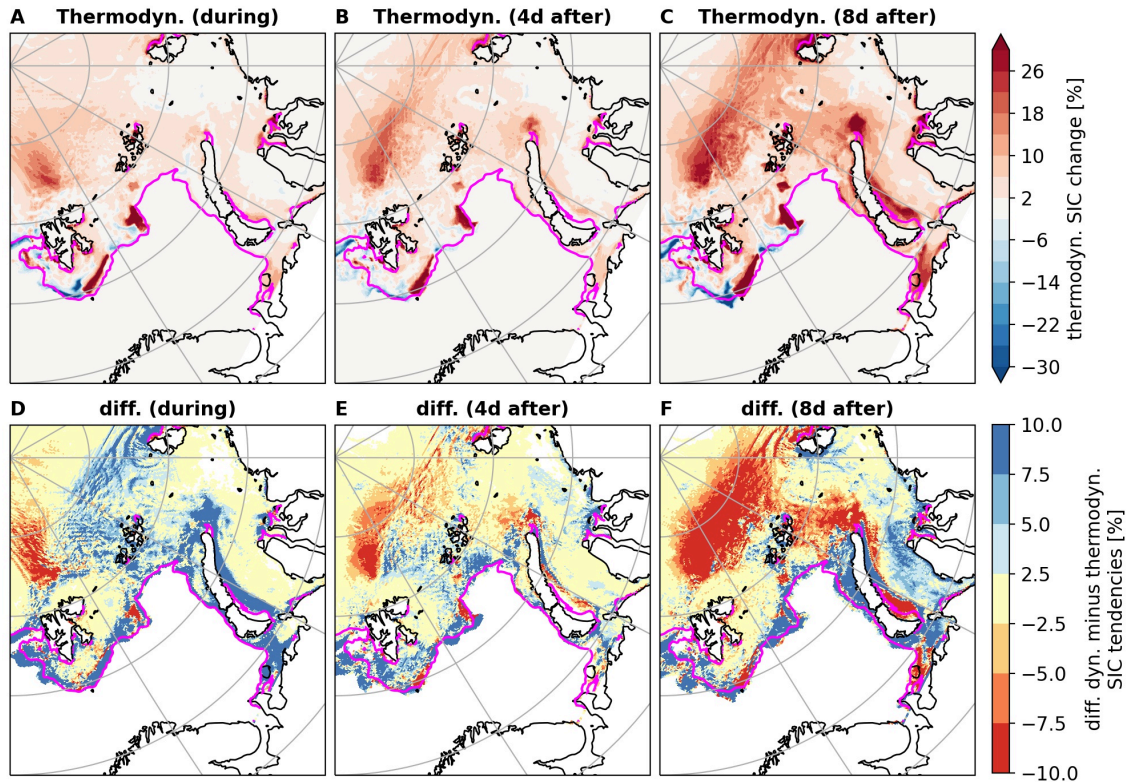 A Thermodyn. (during)
B Thermodyn. (4d after)
C Thermodyn. (8d after)
26
18
10
2
−6
−14
−22
−30
thermodyn. SIC change [%]
D diff. (during)
E diff. (4d after)
F diff. (8d after)
10.0
7.5
5.0
2.5
−2.5
−5.0
−7.5
−10.0
diff. dyn. minus thermodyn.
SIC tendencies [%]